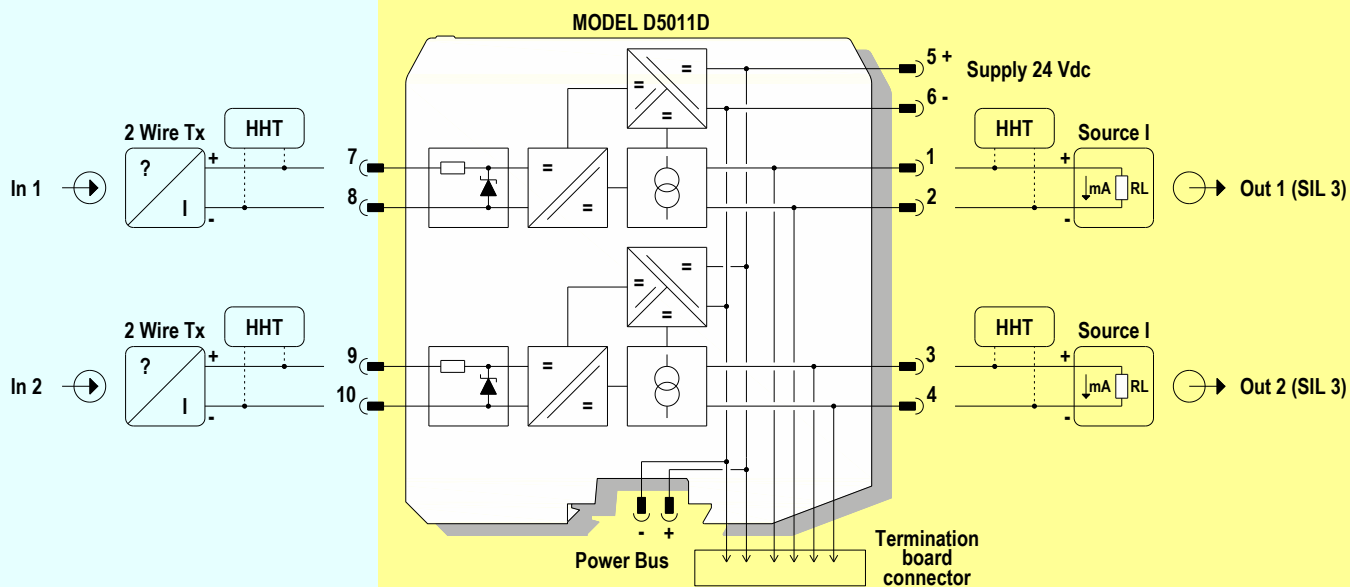 MODEL D5011D
5 +
Supply 24 Vdc
6 -
2 Wire Tx
HHT
7
1
HHT
Source I
+
?
+
In 1
8
2
mA
RL
Out 1 (SIL 3)
I
-
-
=
=
=
=
=
2 Wire Tx
HHT
9
3
HHT
Source I
+
?
+
In 2
10
4
mA
RL
Out 2 (SIL 3)
I
-
-
=
=
=
=
=
- +
Power Bus
Termination
board
connector